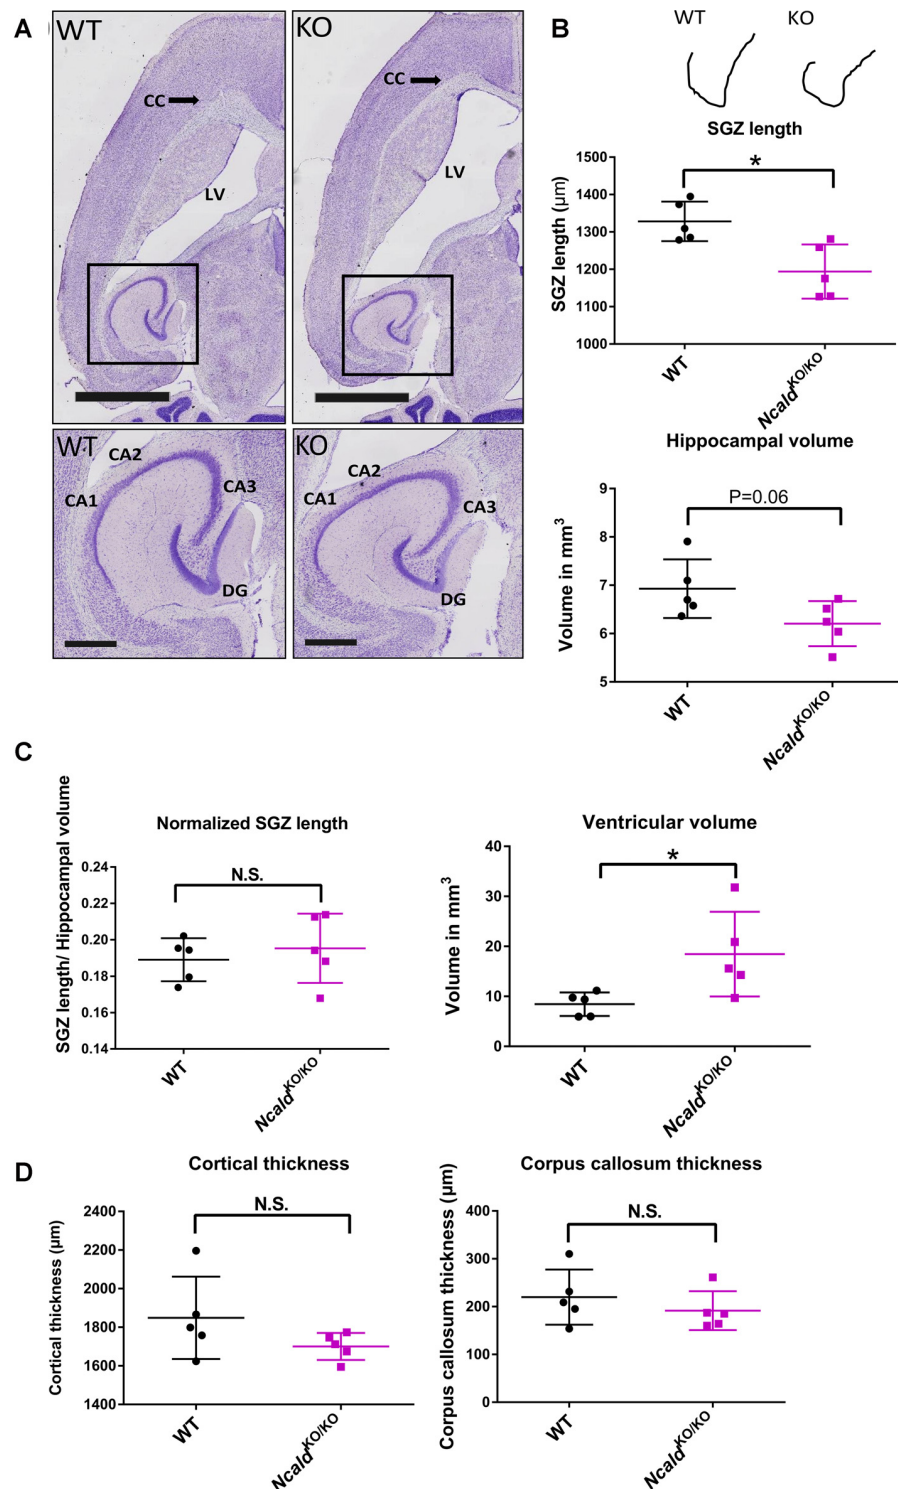 A
WT
CC
LV
KO
CC
LV
WT
CA2
CA1
CA3
DG
KO
CA2
CA1
CA3
DG
B
WT
KO
SGZ length
*
SGZ length (μm)
1500
1400
1300
1200
1100
1000
WT
Ncald KO/KO
Hippocampal volume
P=0.06
Volume in mm3
9
8
7
6
5
WT
Ncald KO/KO
C
Normalized SGZ length
N.S.
SGZ length/ Hippocampal volume
0.24
0.22
0.20
0.18
0.16
0.14
WT
Ncald KO/KO
Ventricular volume
*
Volume in mm3
40
30
20
10
0
WT
Ncald KO/KO
D
Cortical thickness
N.S.
Cortical thickness (μm)
2400
2200
2000
1800
1600
1400
WT
Ncald KO/KO
Corpus callosum thickness
N.S.
Corpus callosum thickness (μm)
400
300
200
100
0
WT
Ncald KO/KO